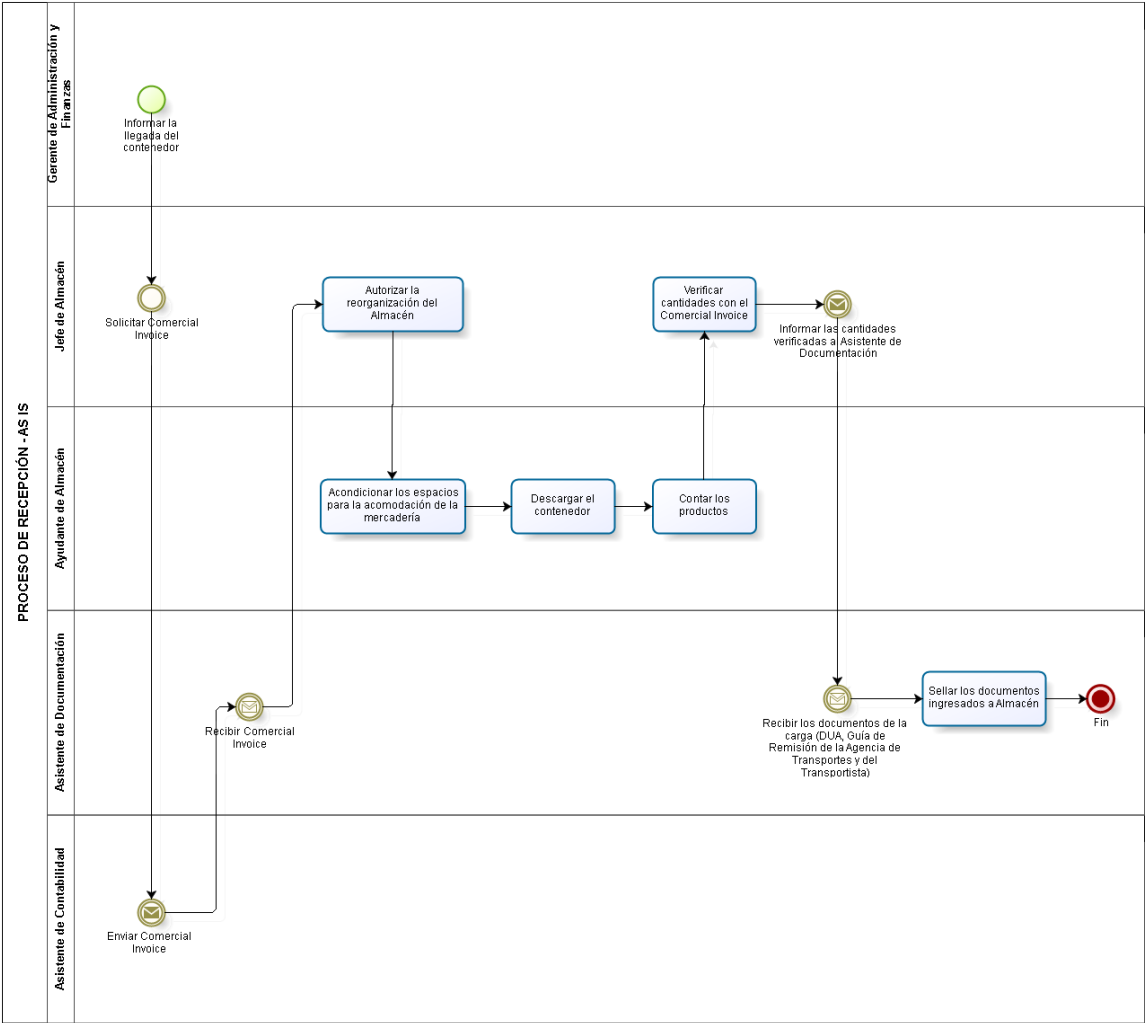 PROCESO DE RECEPCIÓN - AS IS
Gerente de Administración y
Finanzas
Informar la
llegada del
contenedor
Jefe de Almacén
Solicitar Comercial
Invoice
Autorizar la
reorganización del
Almacén
Verificar
cantidades con el
Comercial Invoice
Informar las cantidades
verificadas a Asistente de
Documentación
Ayudante de Almacén
Acondicionar los espacios
para la acomodación de la
mercadería
Descargar el
contenedor
Contar los
productos
Asistente de Documentación
Recibir Comercial
Invoice
Recibir los documentos de la
carga (DUA, Guía de
Remisión de la Agencia de
Transportes y del
Transportista)
Sellar los documentos
ingresados a Almacén
Fin
Asistente de Contabilidad
Enviar Comercial
Invoice